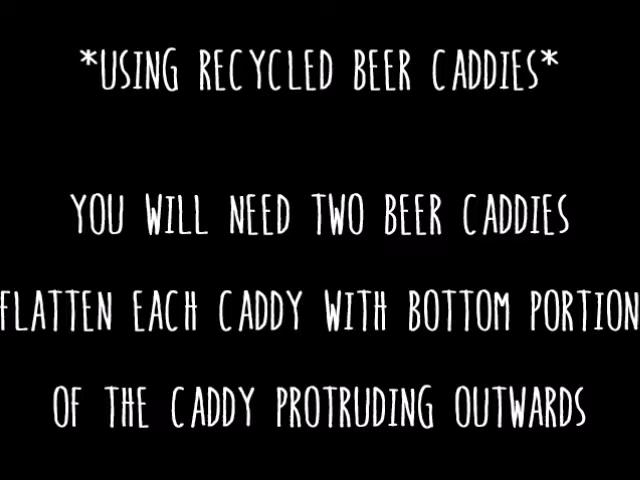 *USING RECYCLED BEER CADDIES*
YOU WILL NEED TWO BEER CADDIES
FLATTEN EACH CADDY WITH BOTTOM PORTION
OF THE CADDY PROTRUDING OUTWARDS